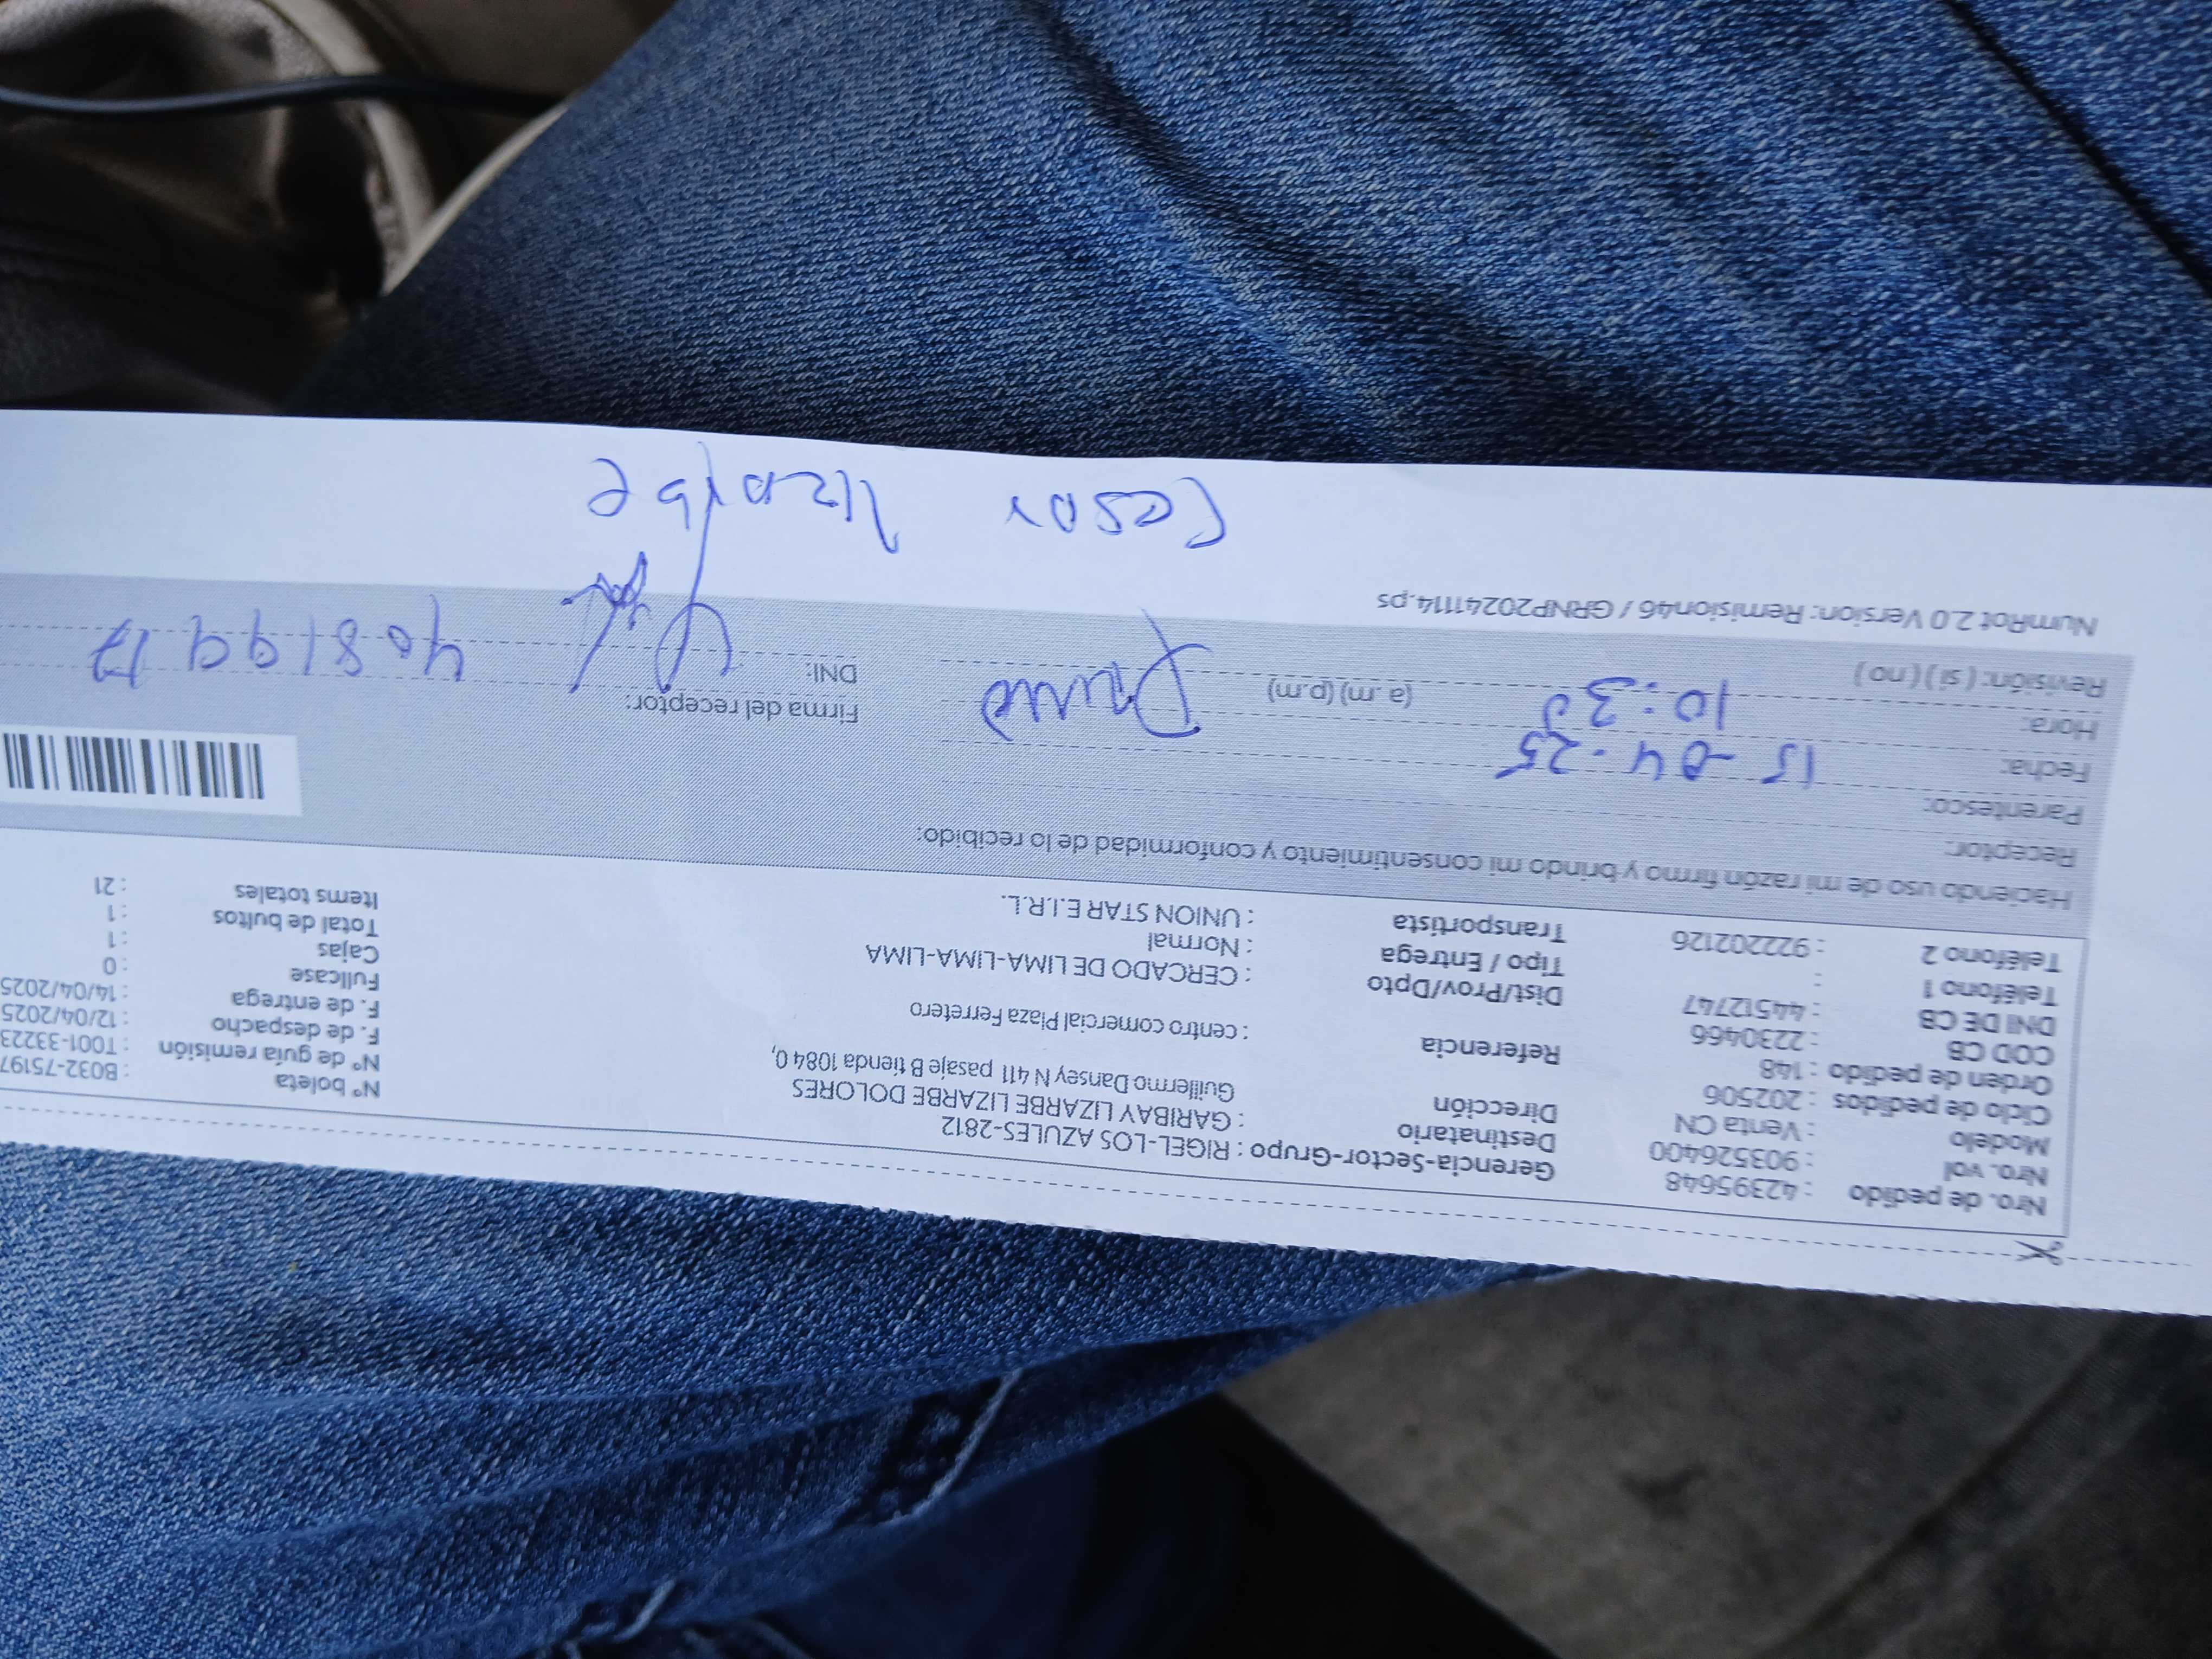 Nro. de pedido : 42395648 Gerencia-Sector-Grupo : RIGEL-LOS AZULES-2812 Nº boleta : B032-75197
Nro. vol : 903526400 Destinatario : GARIBAY LIZARBE LIZARBE DOLORES Nº de guía remisión : T001-33223
Modelo : Venta CN Dirección Guillermo Dansey N 411 pasaje B tienda 1084 0, F. de despacho : 12/04/2025
Ciclo de pedidos : 202506 F. de entrega : 14/04/2025
Orden de pedido : 148 Referencia : centro comercial Plaza Ferretero Fullcase : 0
COD CB : 2230466 Cajas : 1
DNI DE CB : 44512747 Dist/Prov/Dpto : CERCADO DE LIMA-LIMA-LIMA Total de bultos : 1
Teléfono 1 : Tipo / Entrega : Normal Items totales : 21
Teléfono 2 : 922202126 Transportista : UNION STAR E.I.R.L.
Haciendo uso de mi razón firmo y brindo mi consentimiento y conformidad de lo recibido:
Receptor:
Parentesco:
Fecha: 15-04-25
Hora: 10:30 (a.m) (p.m) Firma del receptor:
Revisión: ( si ) ( no ) DNI: 40819917
NumRot 2.0 Version: Remision46 / GRNP20241114.ps
Cesar lizarbe